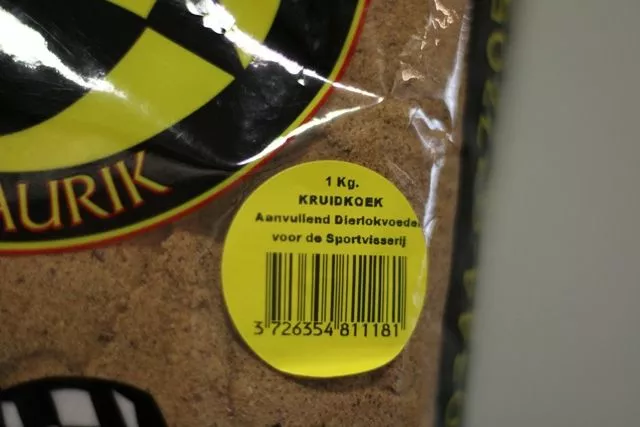 AURIK
1 Kg.
KRUIDKOEK
Aanvullend Dierlokvoeder
voor de Sportvisserij
3 726354 811181